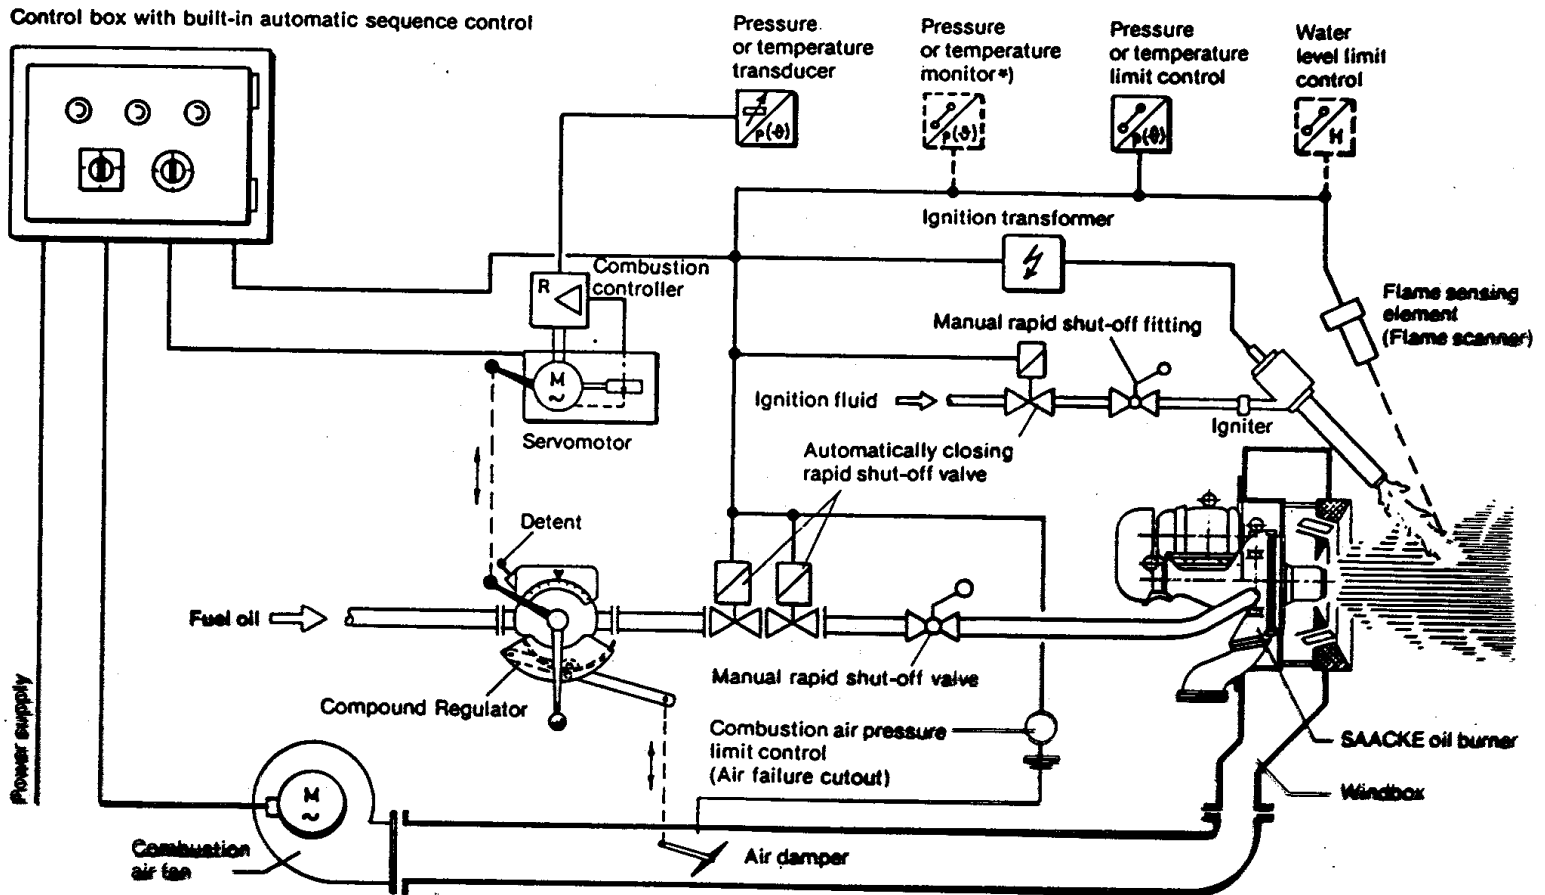 Control box with built-in automatic sequence control
Pressure
or temperature
transducer
p(ϑ)
Pressure
or temperature
monitor*)
p(ϑ)
Pressure
or temperature
limit control
p(ϑ)
Water
level limit
control
H
Ignition transformer
Combustion
controller
R
Flame sensing
element
(Flame scanner)
Manual rapid shut-off fitting
M
~
Ignition fluid
Igniter
Servomotor
Automatically closing
rapid shut-off valve
Detent
Fuel oil
Manual rapid shut-off valve
Compound Regulator
Power supply
Combustion air pressure
limit control
(Air failure cutout)
SAACKE oil burner
Windbox
M
~
Combustion
air fan
Air damper